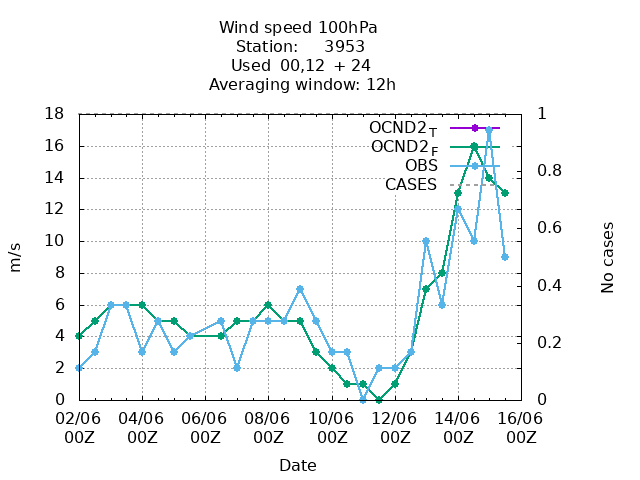 Wind speed 100hPa
Station: 3953
Used 00,12 + 24
Averaging window: 12h
18 1
16
14 0.8
12
10 0.6
8
6 0.4
4
2 0.2
0 0
m/s
No cases
OCND2T
OCND2F
OBS
CASES
02/06 04/06 06/06 08/06 10/06 12/06 14/06 16/06
00Z 00Z 00Z 00Z 00Z 00Z 00Z 00Z
Date